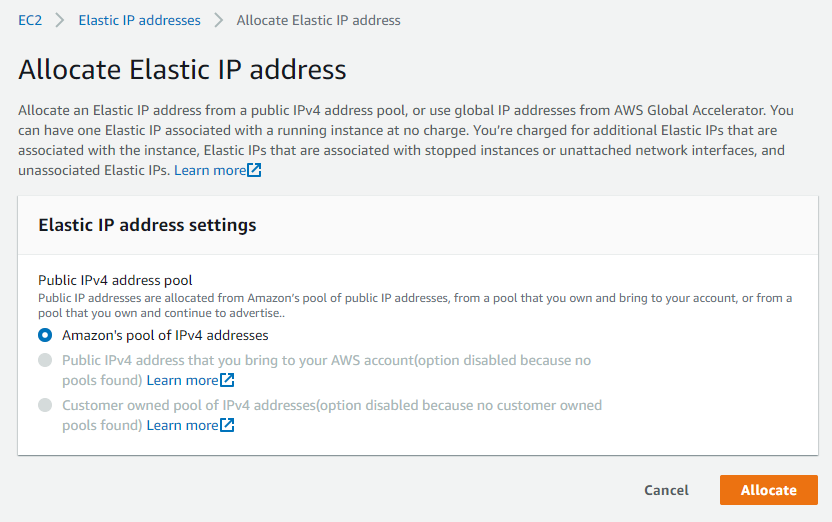 EC2 > Elastic IP addresses > Allocate Elastic IP address
Allocate Elastic IP address
Allocate an Elastic IP address from a public IPv4 address pool, or use global IP addresses from AWS Global Accelerator. You
can have one Elastic IP associated with a running instance at no charge. You're charged for additional Elastic IPs that are
associated with the instance, Elastic IPs that are associated with stopped instances or unattached network interfaces, and
unassociated Elastic IPs. Learn more
Elastic IP address settings
Public IPv4 address pool
Public IP addresses are allocated from Amazon's pool of public IP addresses, from a pool that you own and bring to your account, or from a
pool that you own and continue to advertise..
Amazon's pool of IPv4 addresses
Public IPv4 address that you bring to your AWS account(option disabled because no
pools found) Learn more
Customer owned pool of IPv4 addresses(option disabled because no customer owned
pools found) Learn more
Cancel Allocate